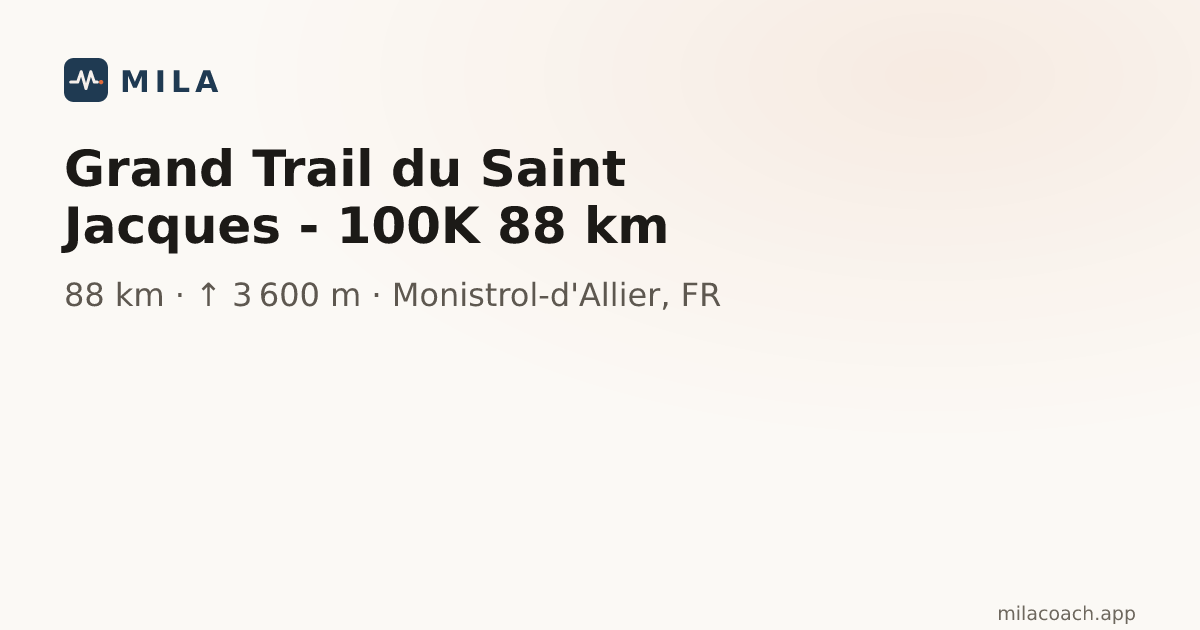 MILA
Grand Trail du Saint
Jacques - 100K 88 km
88 km · ↑ 3 600 m · Monistrol-d'Allier, FR
milacoach.app